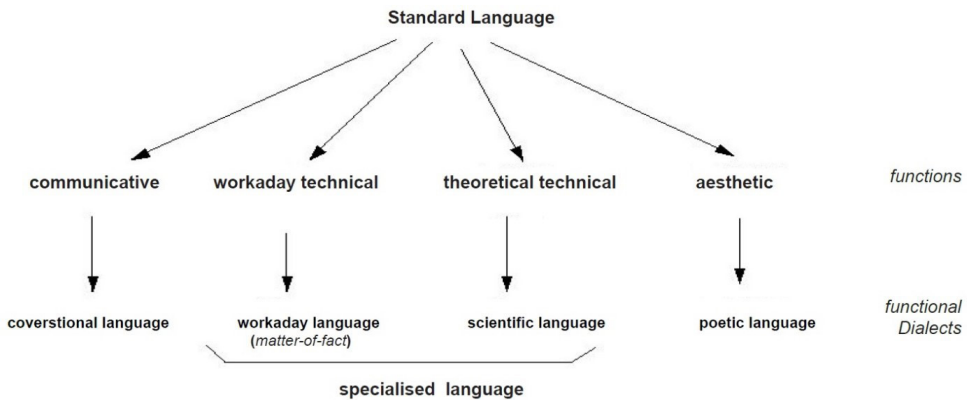 Standard Language
communicative workaday technical theoretical technical aesthetic functions
coverstional language workaday language scientific language poetic language functional
(matter-of-fact) Dialects
specialised language